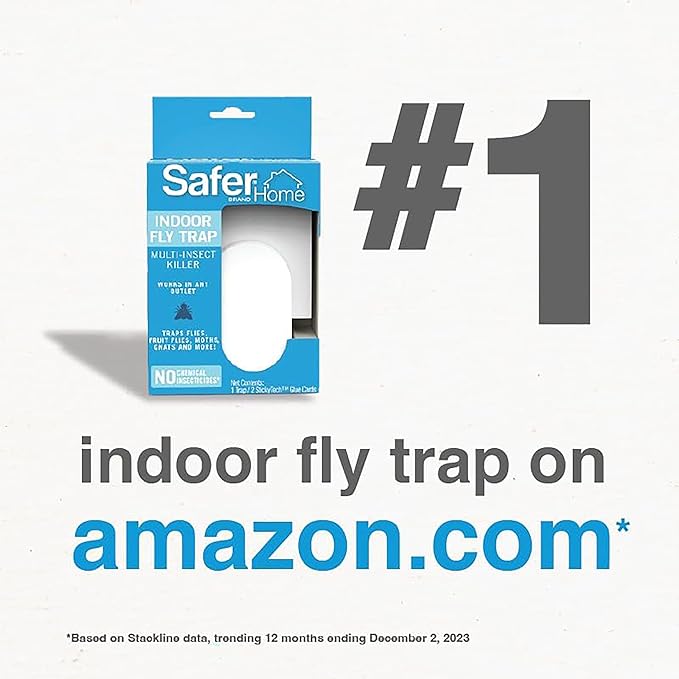 #1
Safer
BRAND
Home
INDOOR
FLY TRAP
MULTI-INSECT
KILLER
WORKS IN ANY
OUTLET
TRAPS FLIES,
FRUIT FLIES, MOTHS,
GNATS AND MORE!
NO CHEMICAL
INSECTICIDES*
Net Contents:
1 Trap/2 StickyTech™ Glue Cards
indoor fly trap on
amazon.com*
*Based on Stackline data, trending 12 months ending December 2, 2023